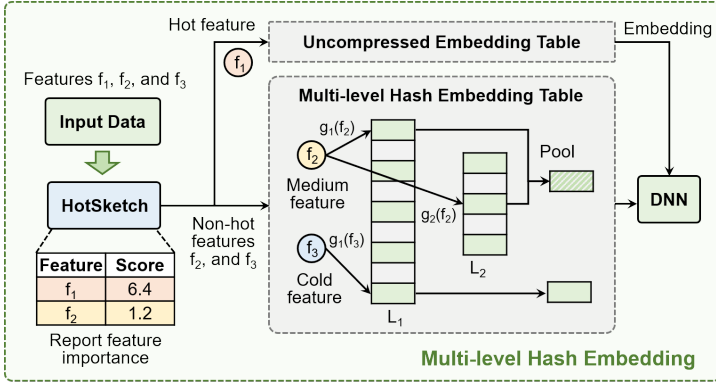 Hot feature
f1
Uncompressed Embedding Table
Embedding
Features f1, f2, and f3
Input Data
HotSketch
Non-hot
features
f2, and f3
Feature Score
f1 6.4
f2 1.2
Report feature
importance
Multi-level Hash Embedding Table
g1(f2)
f2
Medium
feature
g2(f2)
g1(f3)
f3
Cold
feature
L1
L2
Pool
DNN
Multi-level Hash Embedding